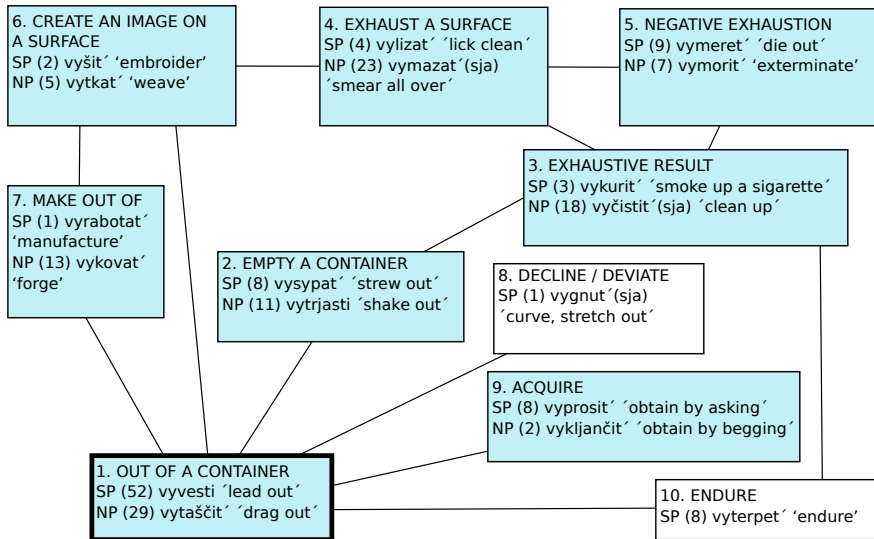 6. CREATE AN IMAGE ON
A SURFACE
SP (2) vyšit´ ‘embroider’
NP (5) vytkat´ ‘weave’
4. EXHAUST A SURFACE
SP (4) vylizat´ ´lick clean´
NP (23) vymazat´(sja)
´smear all over´
5. NEGATIVE EXHAUSTION
SP (9) vymeret´ ´die out´
NP (7) vymorit´ ‘exterminate’
3. EXHAUSTIVE RESULT
SP (3) vykurit´ ´smoke up a sigarette´
NP (18) vyčistit´(sja) ´clean up´
7. MAKE OUT OF
SP (1) vyrabotat´
‘manufacture’
NP (13) vykovat´
‘forge’
2. EMPTY A CONTAINER
SP (8) vysypat´ ´strew out´
NP (11) vytrjasti ´shake out´
8. DECLINE / DEVIATE
SP (1) vygnut´(sja)
´curve, stretch out´
9. ACQUIRE
SP (8) vyprosit´ ´obtain by asking´
NP (2) vykljančit´ ´obtain by begging´
1. OUT OF A CONTAINER
SP (52) vyvesti ´lead out´
NP (29) vytaščit´ ´drag out´
10. ENDURE
SP (8) vyterpet´ ‘endure’